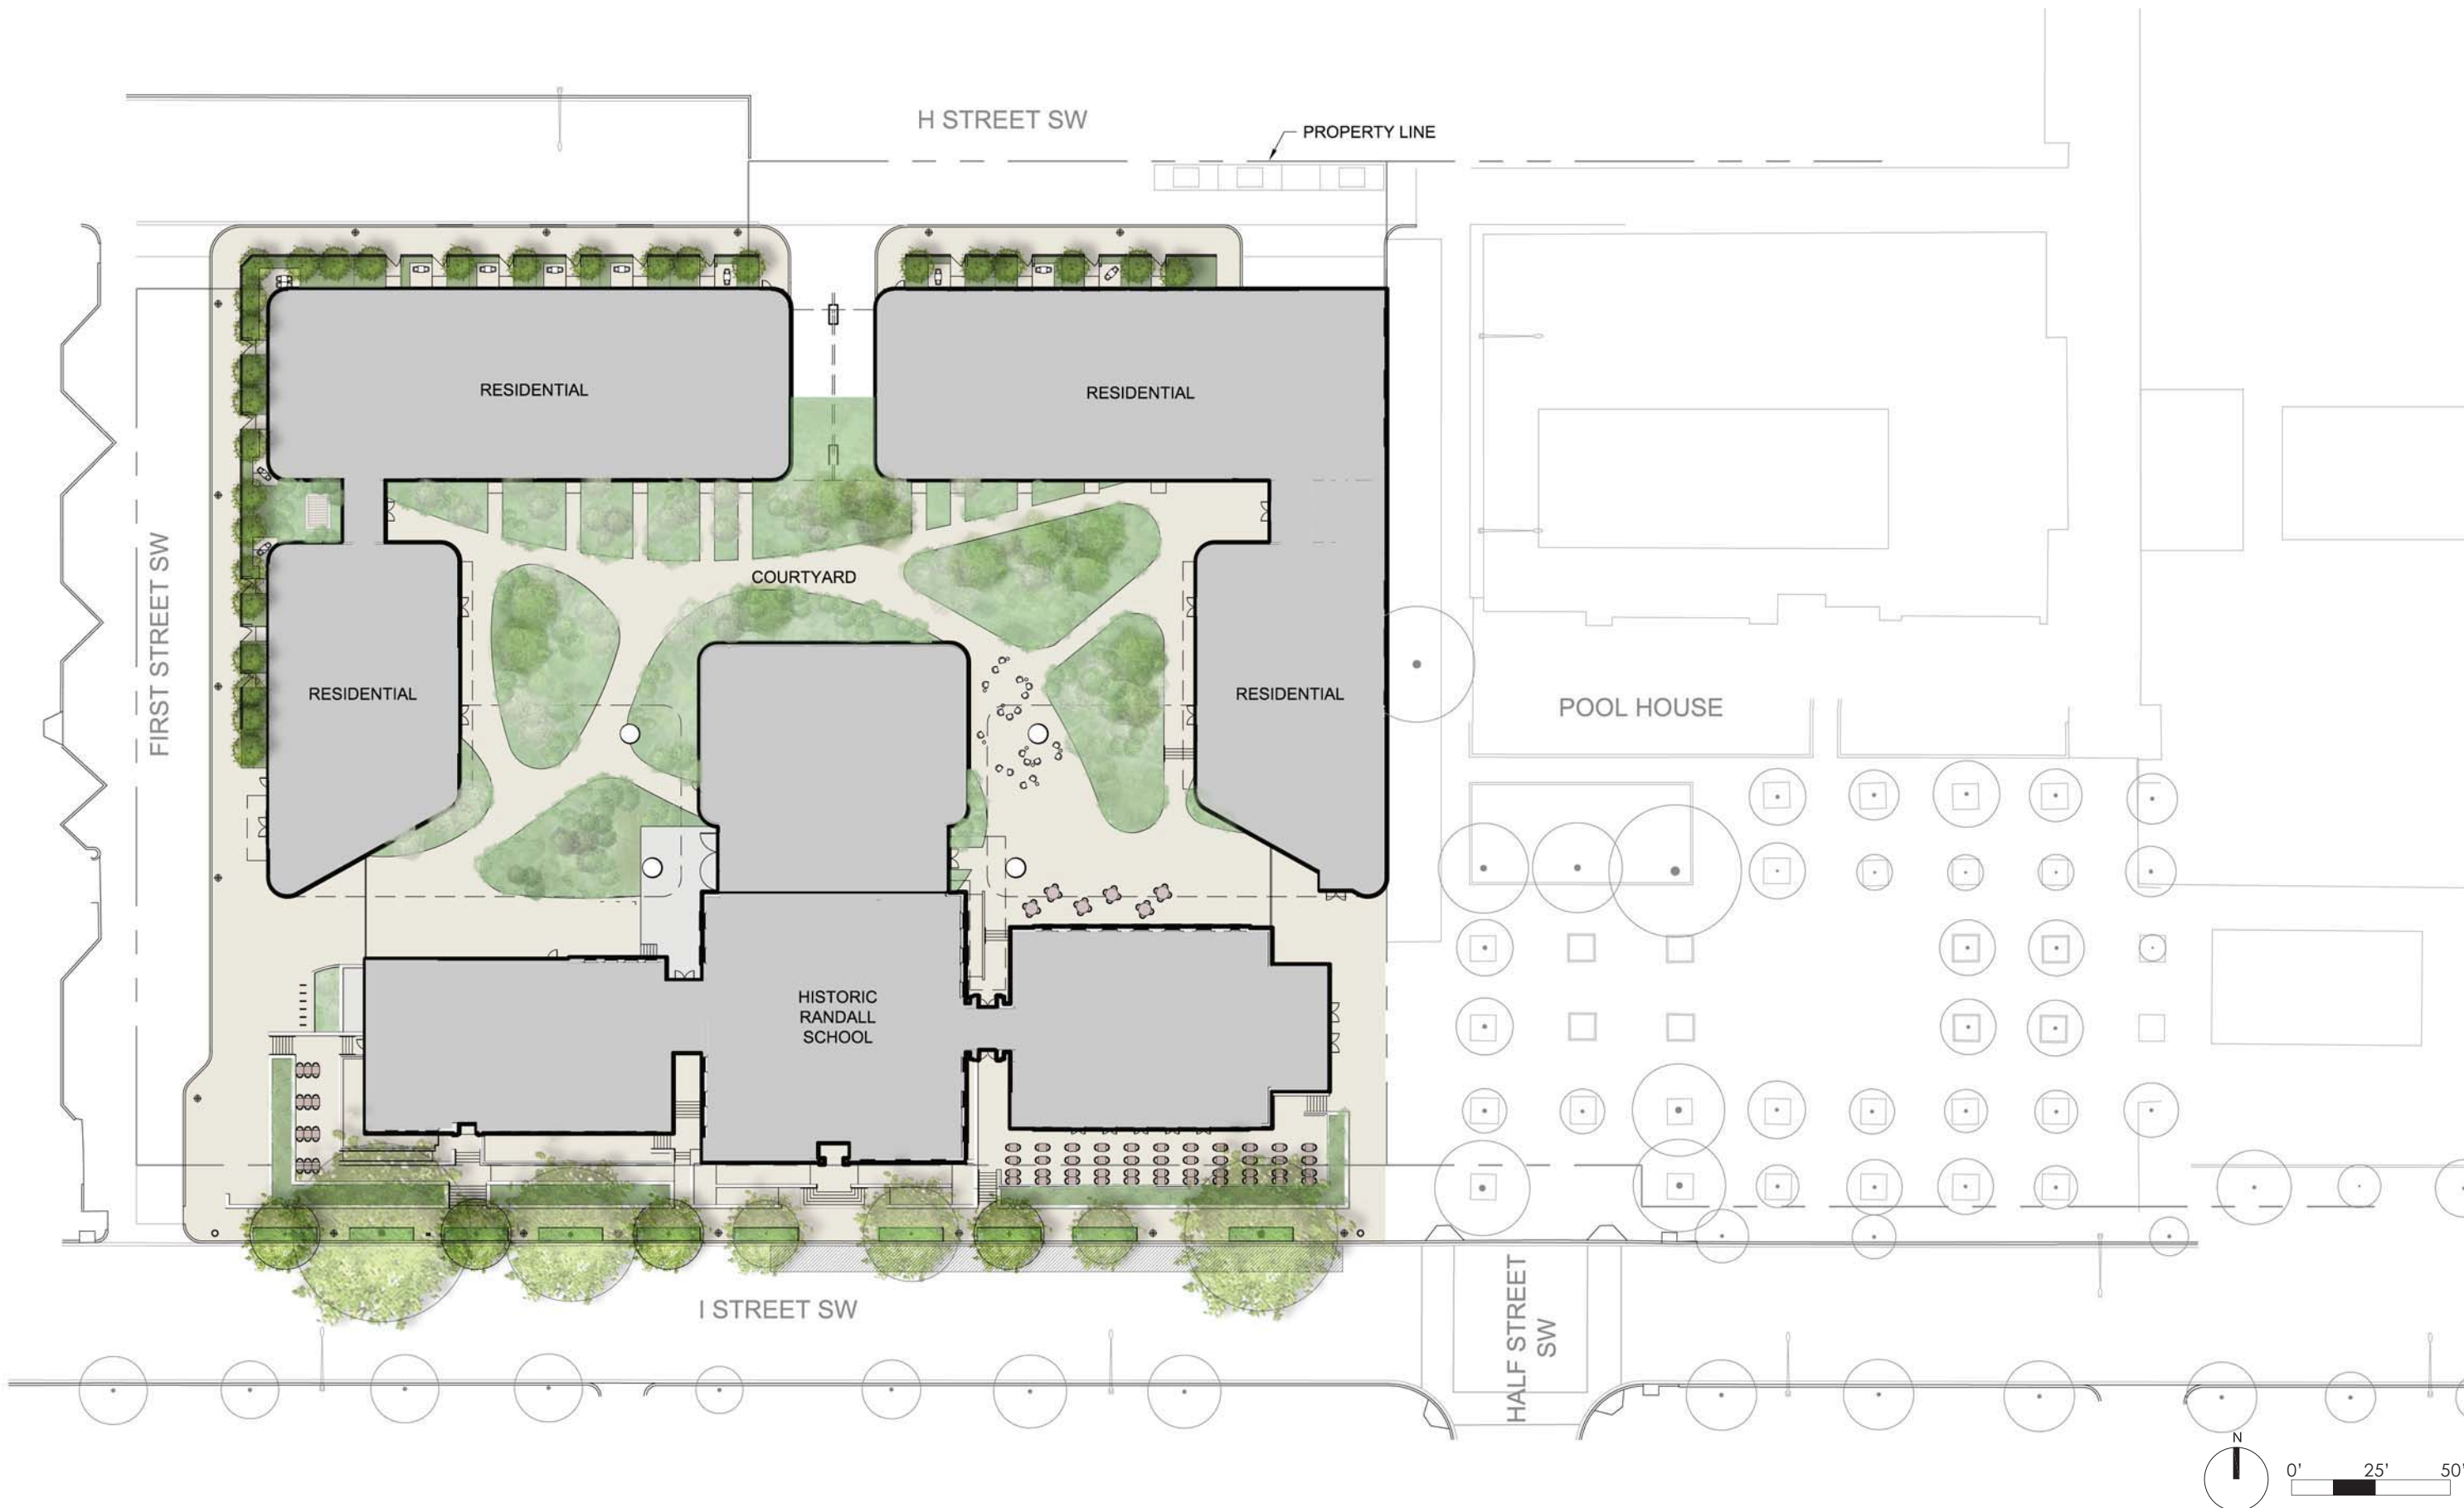 H STREET SW
PROPERTY LINE
RESIDENTIAL
RESIDENTIAL
COURTYARD
FIRST STREET SW
RESIDENTIAL
RESIDENTIAL
POOL HOUSE
HISTORIC
RANDALL
SCHOOL
I STREET SW
HALF STREET
SW
N
0' 25' 50'